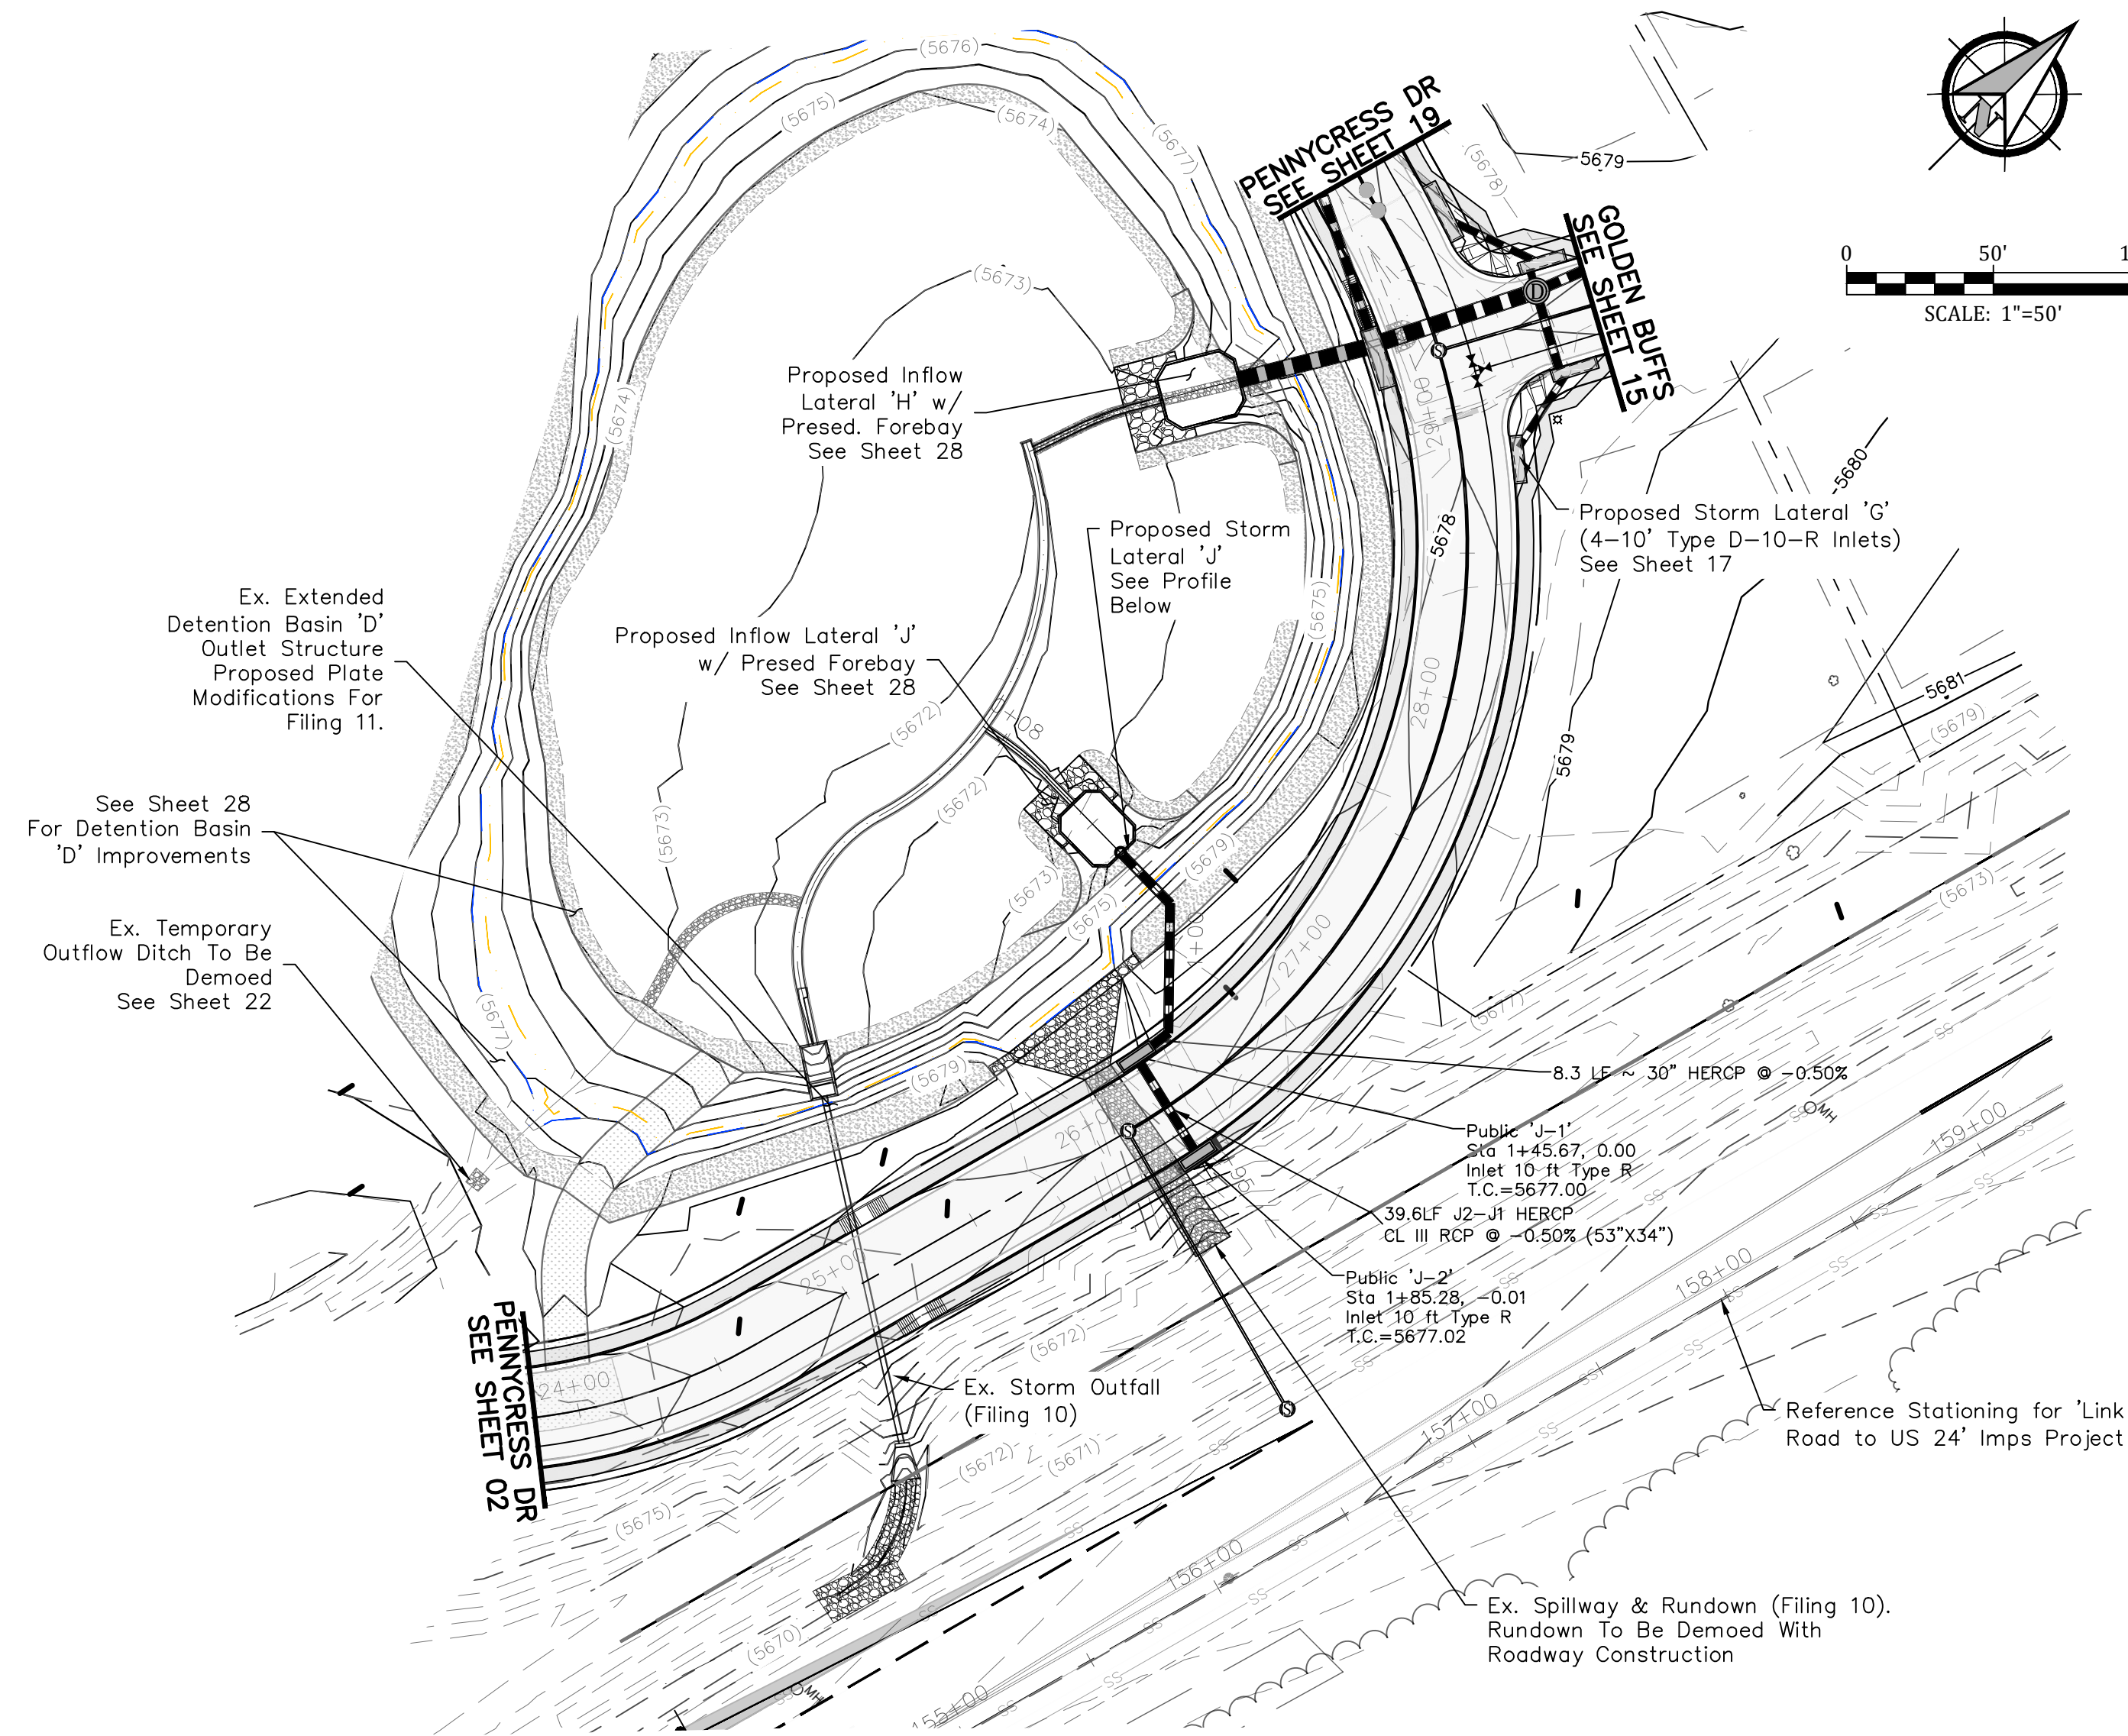 (5676)
(5675)
(5674)
(5677)
PENNYCRESS DR
SEE SHEET 19
(5678)
5679
N
GOLDEN BUFFS
SEE SHEET 15
0 50'
SCALE: 1"=50'
(5673)
D
S
(5674)
Proposed Inflow
Lateral 'H' w/
Presed. Forebay
See Sheet 28
29+00
5680
Proposed Storm
Lateral 'J'
See Profile
Below
5678
Proposed Storm Lateral 'G'
(4-10' Type D-10-R Inlets)
See Sheet 17
Ex. Extended
Detention Basin 'D'
Outlet Structure
Proposed Plate
Modifications For
Filing 11.
Proposed Inflow Lateral 'J'
w/ Presed Forebay
See Sheet 28
(5675)
28+00
5681
(5679)
5679
(5672)
(5672)
(5673)
See Sheet 28
For Detention Basin
'D' Improvements
(5679)
(5673)
(5675)
(5673)
27+00
Ex. Temporary
Outflow Ditch To Be
Demoed
See Sheet 22
(5677)
(5677)
(5679)
8.3 LF ~ 30" HERCP @ -0.50%
MH
159+00
26+00
S
Public 'J-1'
Sta 1+45.67, 0.00
Inlet 10 ft Type R
T.C.=5677.00
39.6LF J2-J1 HERCP
CL III RCP @ -0.50% (53"X34")
25+00
158+00
Public 'J-2'
Sta 1+85.28, -0.01
Inlet 10 ft Type R
T.C.=5677.02
PENNYCRESS DR
SEE SHEET 02
24+00
(5672)
Ex. Storm Outfall
(Filing 10)
S
157+00
Reference Stationing for 'Link
Road to US 24' Imps Project
(5672)
(5671)
(5675)
156+00
Ex. Spillway & Rundown (Filing 10).
Rundown To Be Demoed With
Roadway Construction
(5670)
MH
155+00